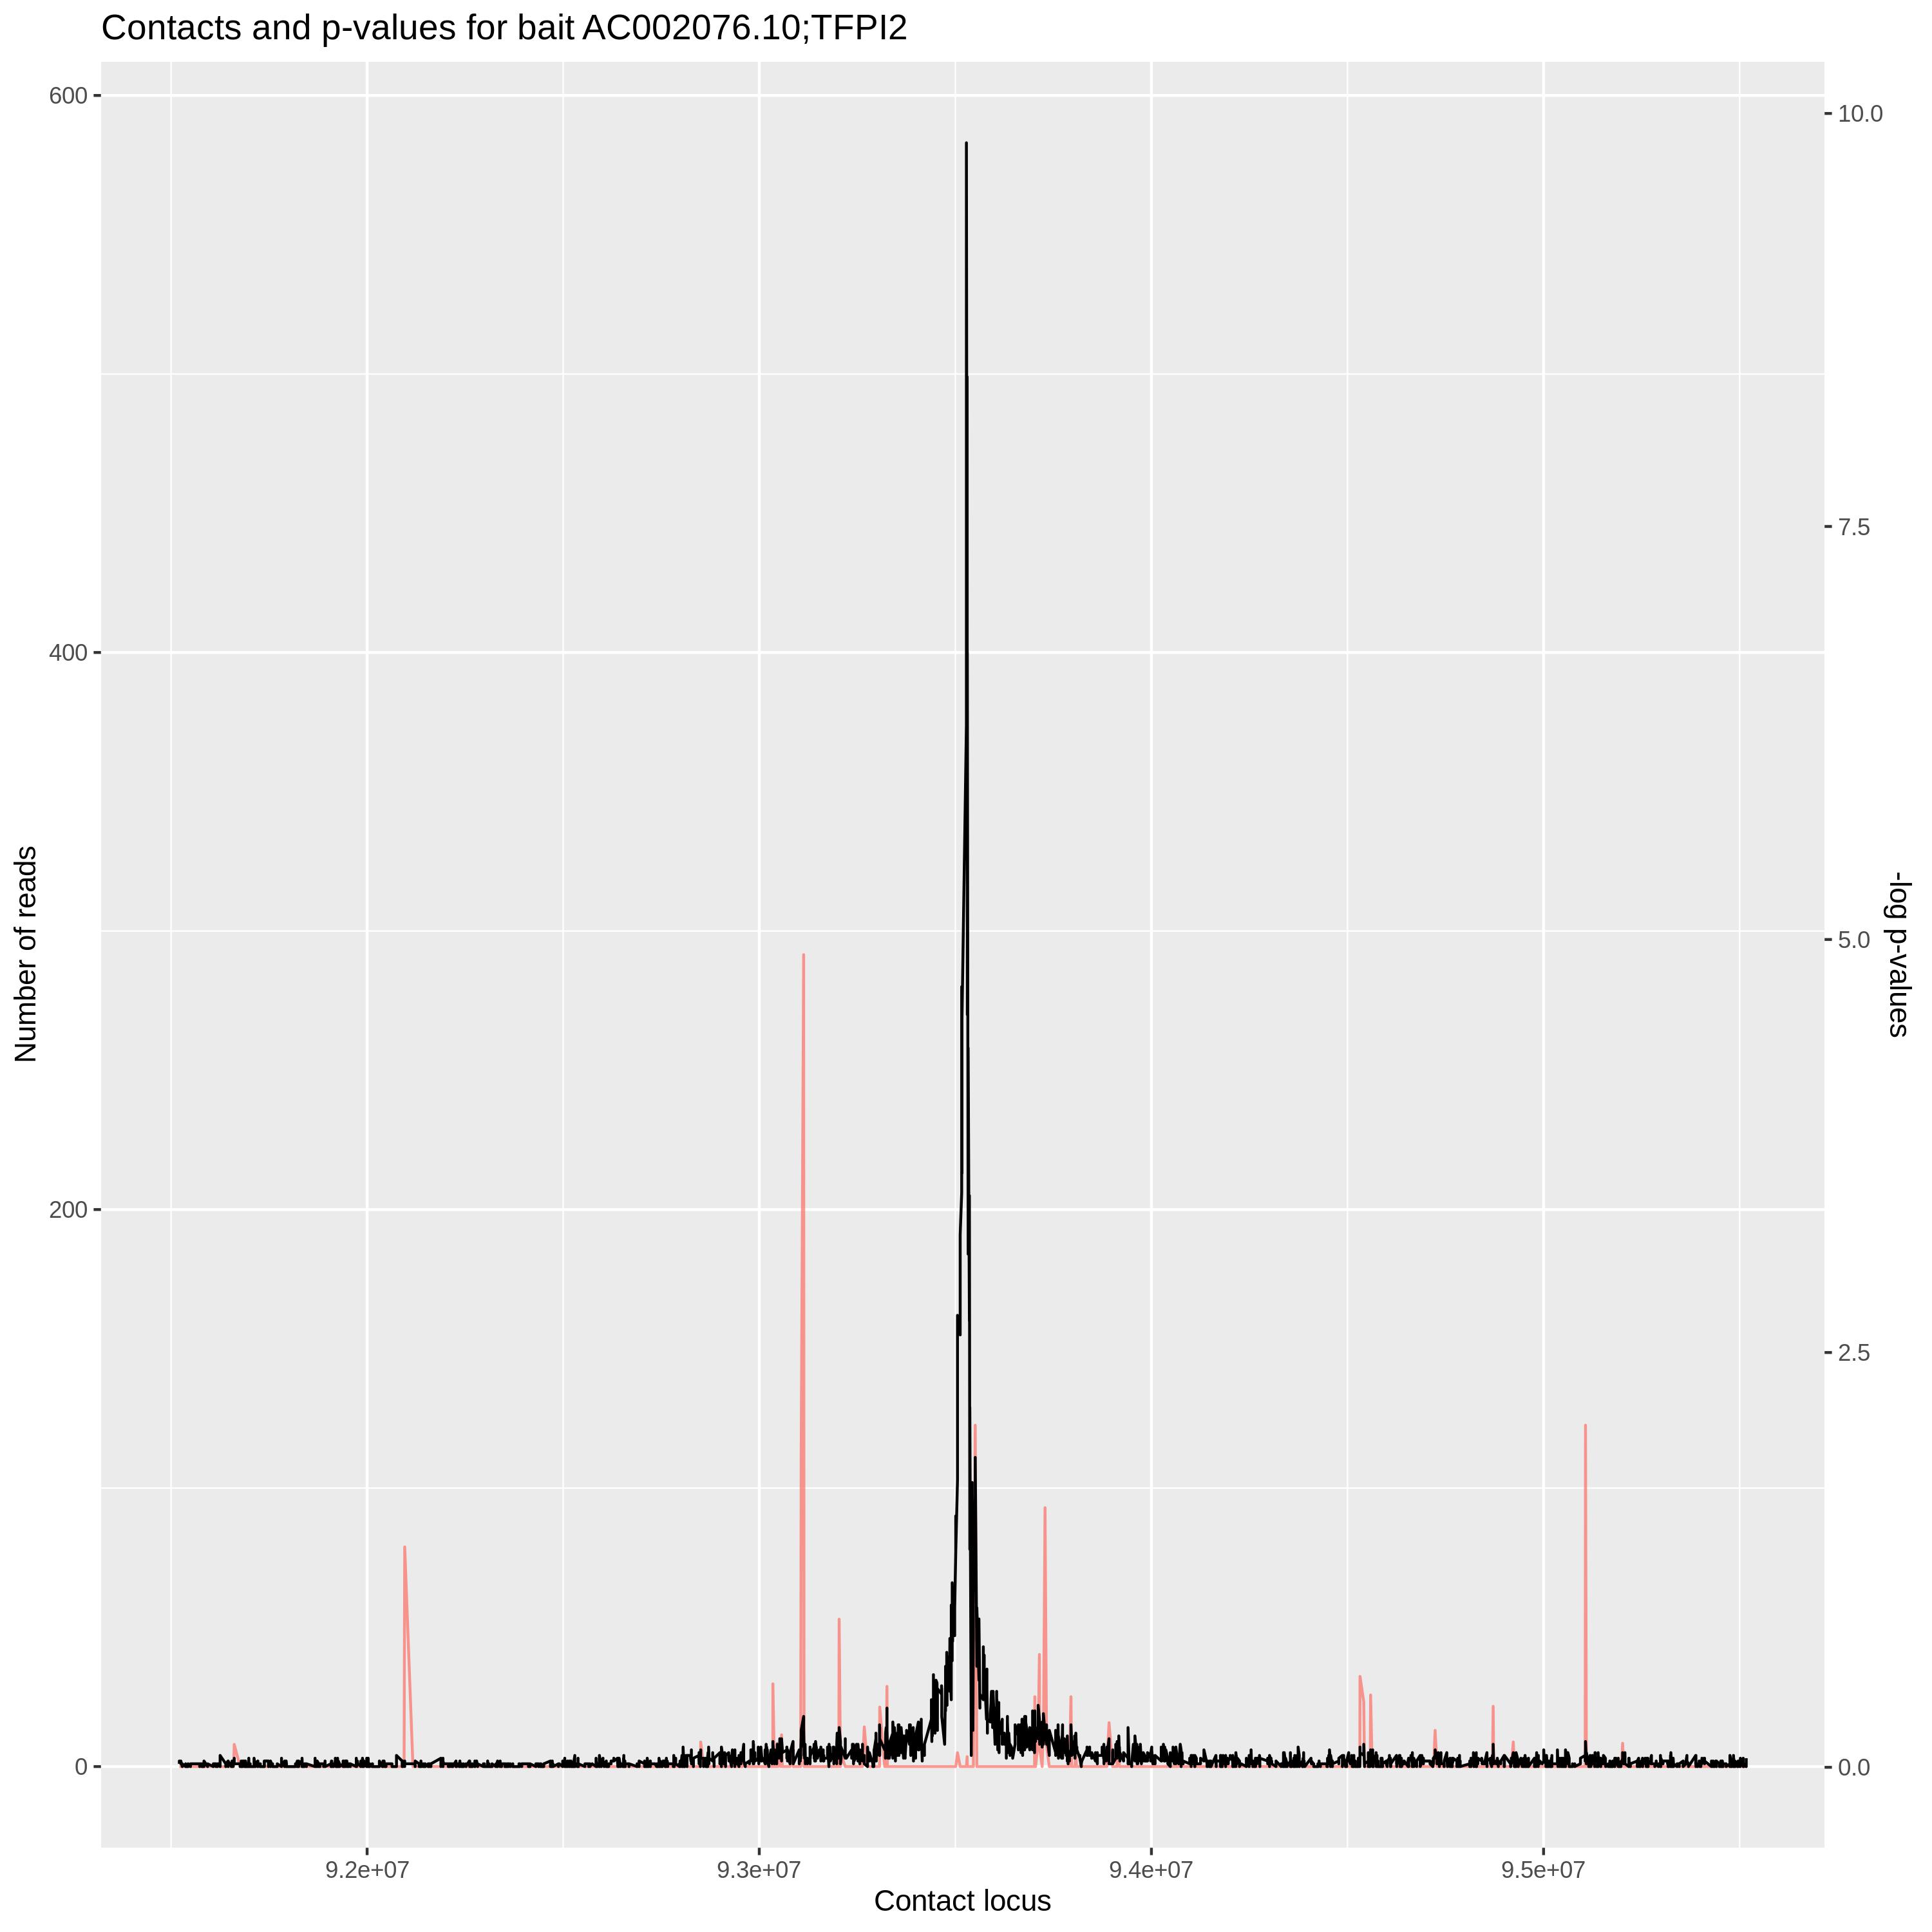 Contacts and p-values for bait AC002076.10;TFPI2
600
400
200
0
10.0
7.5
5.0
2.5
0.0
Number of reads
-log p-values
9.2e+07
9.3e+07
9.4e+07
9.5e+07
Contact locus